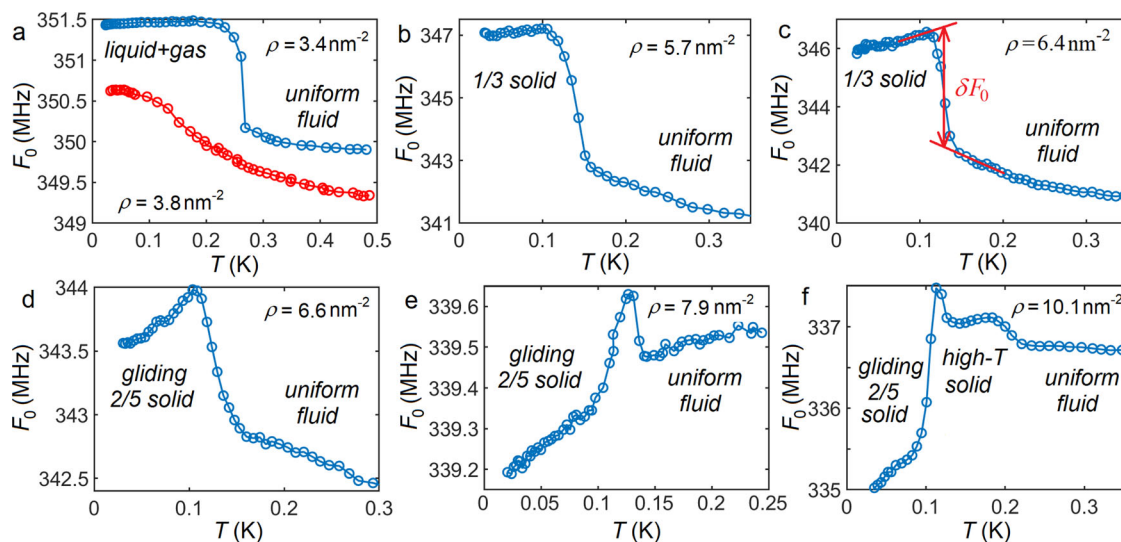 a
351.5
351
350.5
350
349.5
349
F₀ (MHz)
liquid+gas
ρ = 3.4 nm⁻²
uniform
fluid
ρ = 3.8 nm⁻²
0 0.1 0.2 0.3 0.4 0.5
T (K)
b
347
345
343
341
F₀ (MHz)
ρ = 5.7 nm⁻²
1/3 solid
uniform
fluid
0 0.1 0.2 0.3
T (K)
c
346
344
342
340
F₀ (MHz)
ρ = 6.4 nm⁻²
1/3 solid
δF₀
uniform
fluid
0 0.1 0.2 0.3
T (K)
d
344
343.5
343
342.5
F₀ (MHz)
ρ = 6.6 nm⁻²
gliding
2/5 solid
uniform
fluid
0 0.1 0.2 0.3
T (K)
e
339.6
339.5
339.4
339.3
339.2
F₀ (MHz)
ρ = 7.9 nm⁻²
gliding
2/5 solid
uniform
fluid
0 0.05 0.1 0.15 0.2 0.25
T (K)
f
337
336
335
F₀ (MHz)
ρ = 10.1 nm⁻²
gliding
2/5
solid
high-T
solid
uniform
fluid
0 0.1 0.2 0.3
T (K)